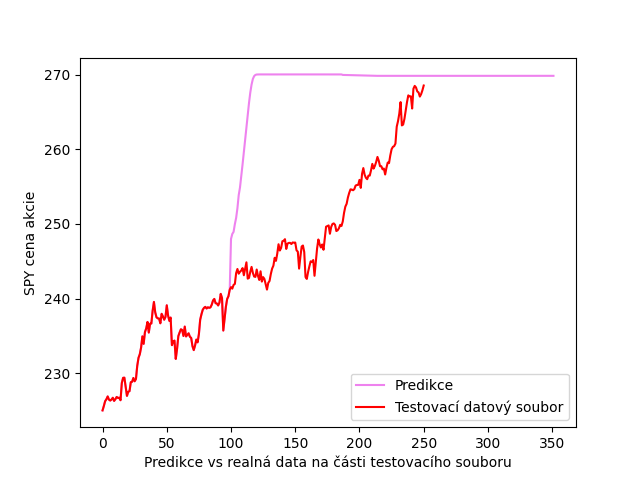 270
260
250
240
230
SPY cena akcie
Predikce
Testovací datový soubor
0 50 100 150 200 250 300 350
Predikce vs realná data na části testovacího souboru